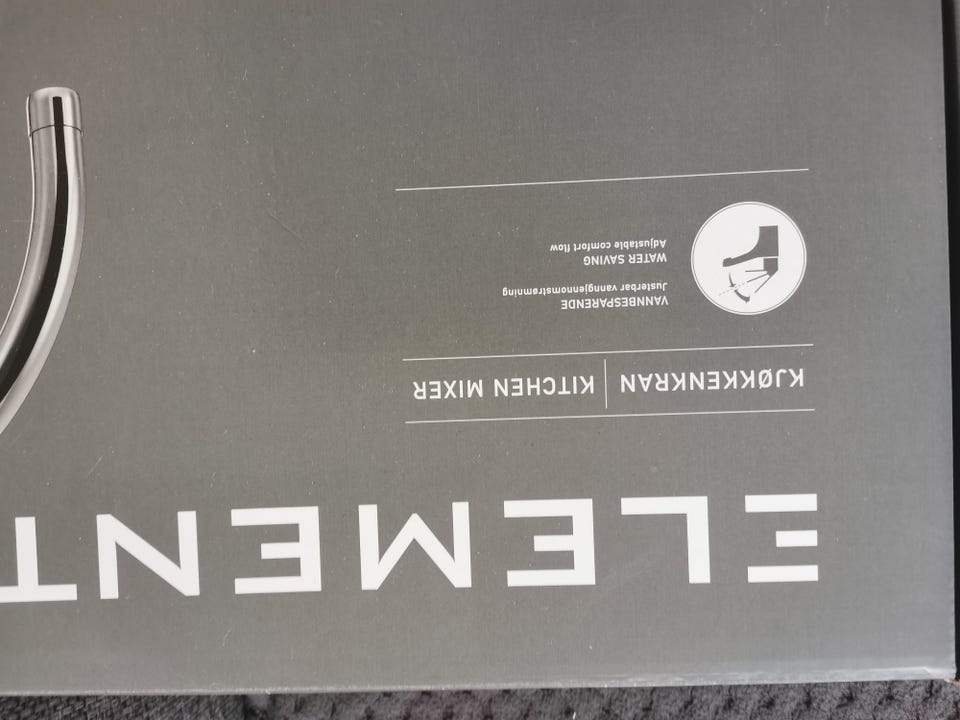 ELEMENT
KJØKKENKRAN | KITCHEN MIXER
VANNBESPARENDE
Justerbar vanngjennomstrømning
WATER SAVING
Adjustable comfort flow